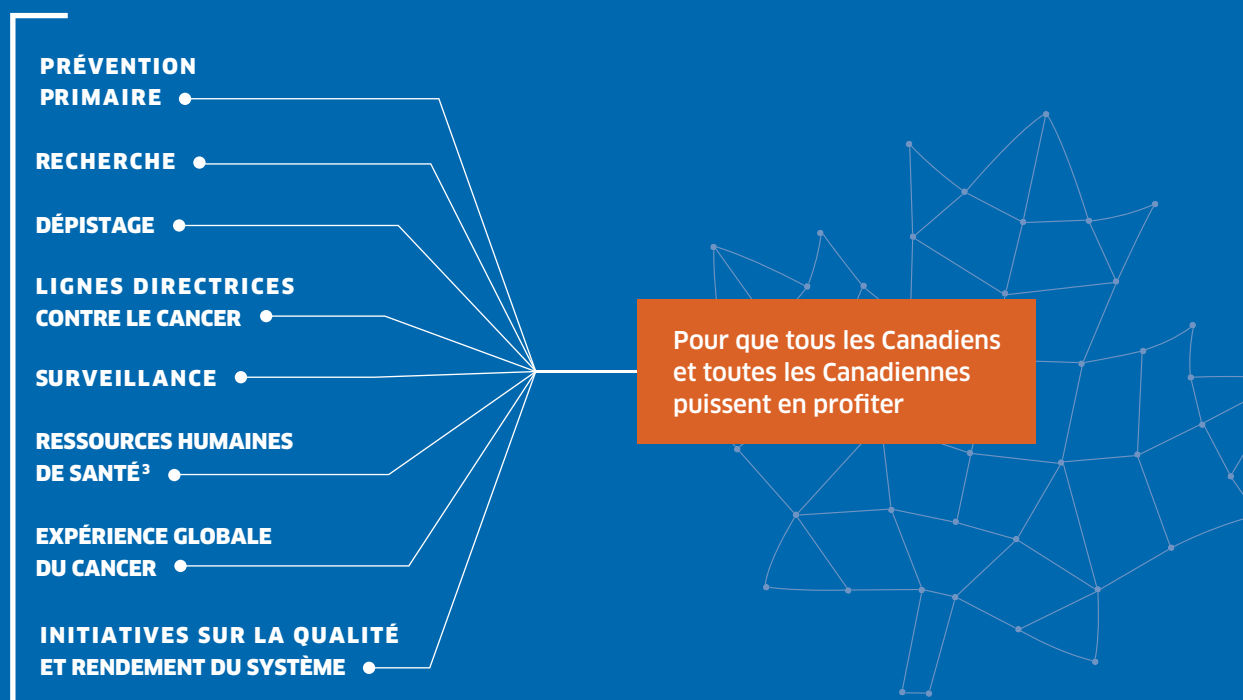 PRÉVENTION
PRIMAIRE
RECHERCHE
DÉPISTAGE
LIGNES DIRECTRICES
CONTRE LE CANCER
SURVEILLANCE
RESSOURCES HUMAINES
DE SANTÉ³
EXPÉRIENCE GLOBALE
DU CANCER
INITIATIVES SUR LA QUALITÉ
ET RENDEMENT DU SYSTÈME
Pour que tous les Canadiens
et toutes les Canadiennes
puissent en profiter